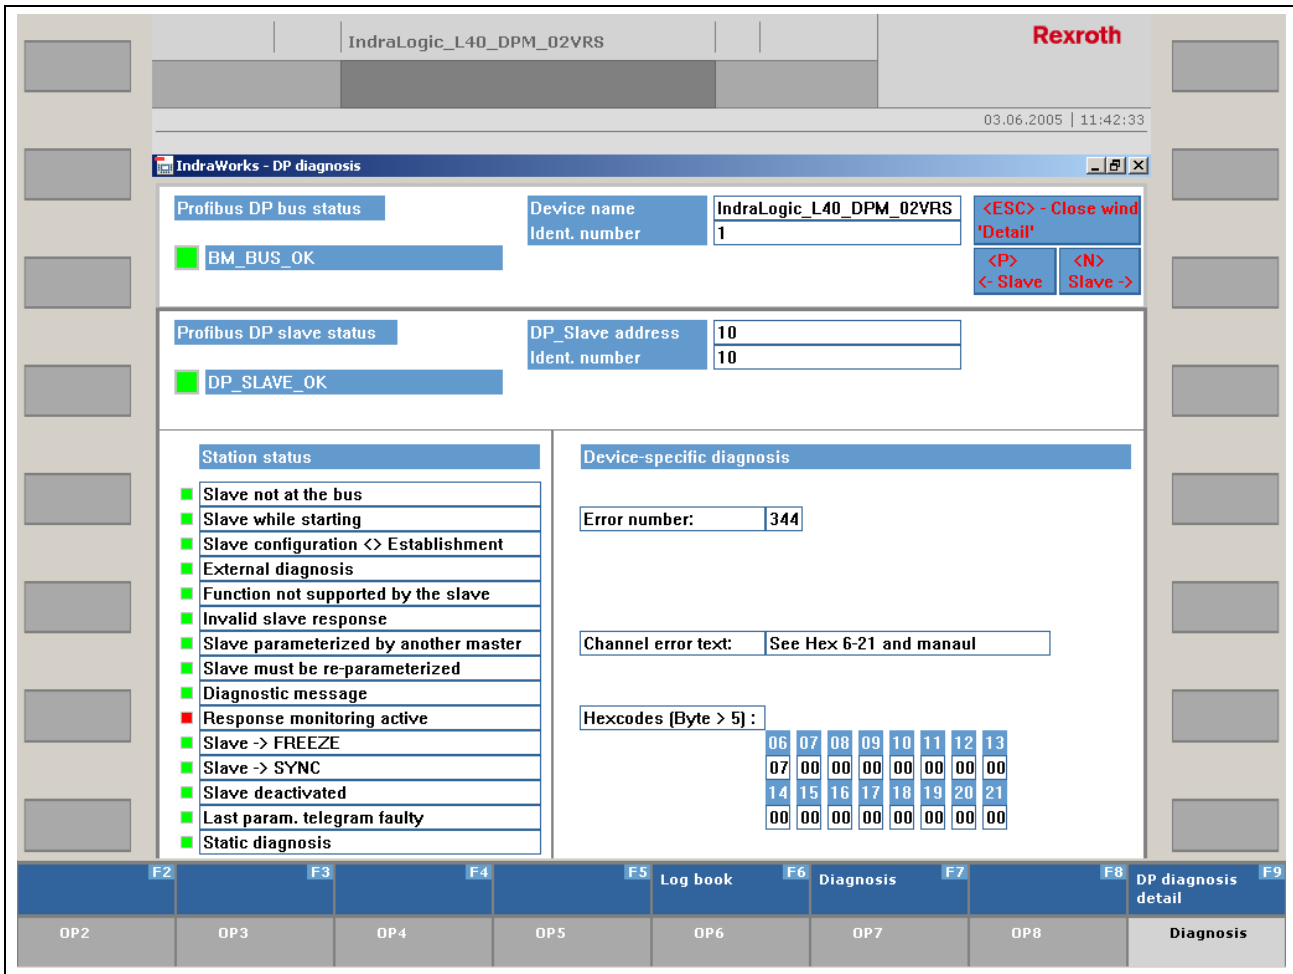 IndraLogic_L40_DPM_02VRS
Rexroth
03.06.2005 | 11:42:33
IndraWorks - DP diagnosis
Profibus DP bus status
Device name IndraLogic_L40_DPM_02VRS
Ident. number 1
<ESC> - Close wind
'Detail'
BM_BUS_OK
<P> <N>
<- Slave Slave ->
Profibus DP slave status
DP_Slave address 10
Ident. number 10
DP_SLAVE_OK
Station status
Slave not at the bus
Slave while starting
Slave configuration <> Establishment
External diagnosis
Function not supported by the slave
Invalid slave response
Slave parameterized by another master
Slave must be re-parameterized
Diagnostic message
Response monitoring active
Slave -> FREEZE
Slave -> SYNC
Slave deactivated
Last param. telegram faulty
Static diagnosis
Device-specific diagnosis
Error number: 344
Channel error text: See Hex 6-21 and manaul
Hexcodes (Byte > 5) :
06 07 08 09 10 11 12 13
07 00 00 00 00 00 00 00
14 15 16 17 18 19 20 21
00 00 00 00 00 00 00 00
F2 F3 F4 F5 Log book F6 Diagnosis F7 F8 DP diagnosis F9
detail
OP2 OP3 OP4 OP5 OP6 OP7 OP8 Diagnosis